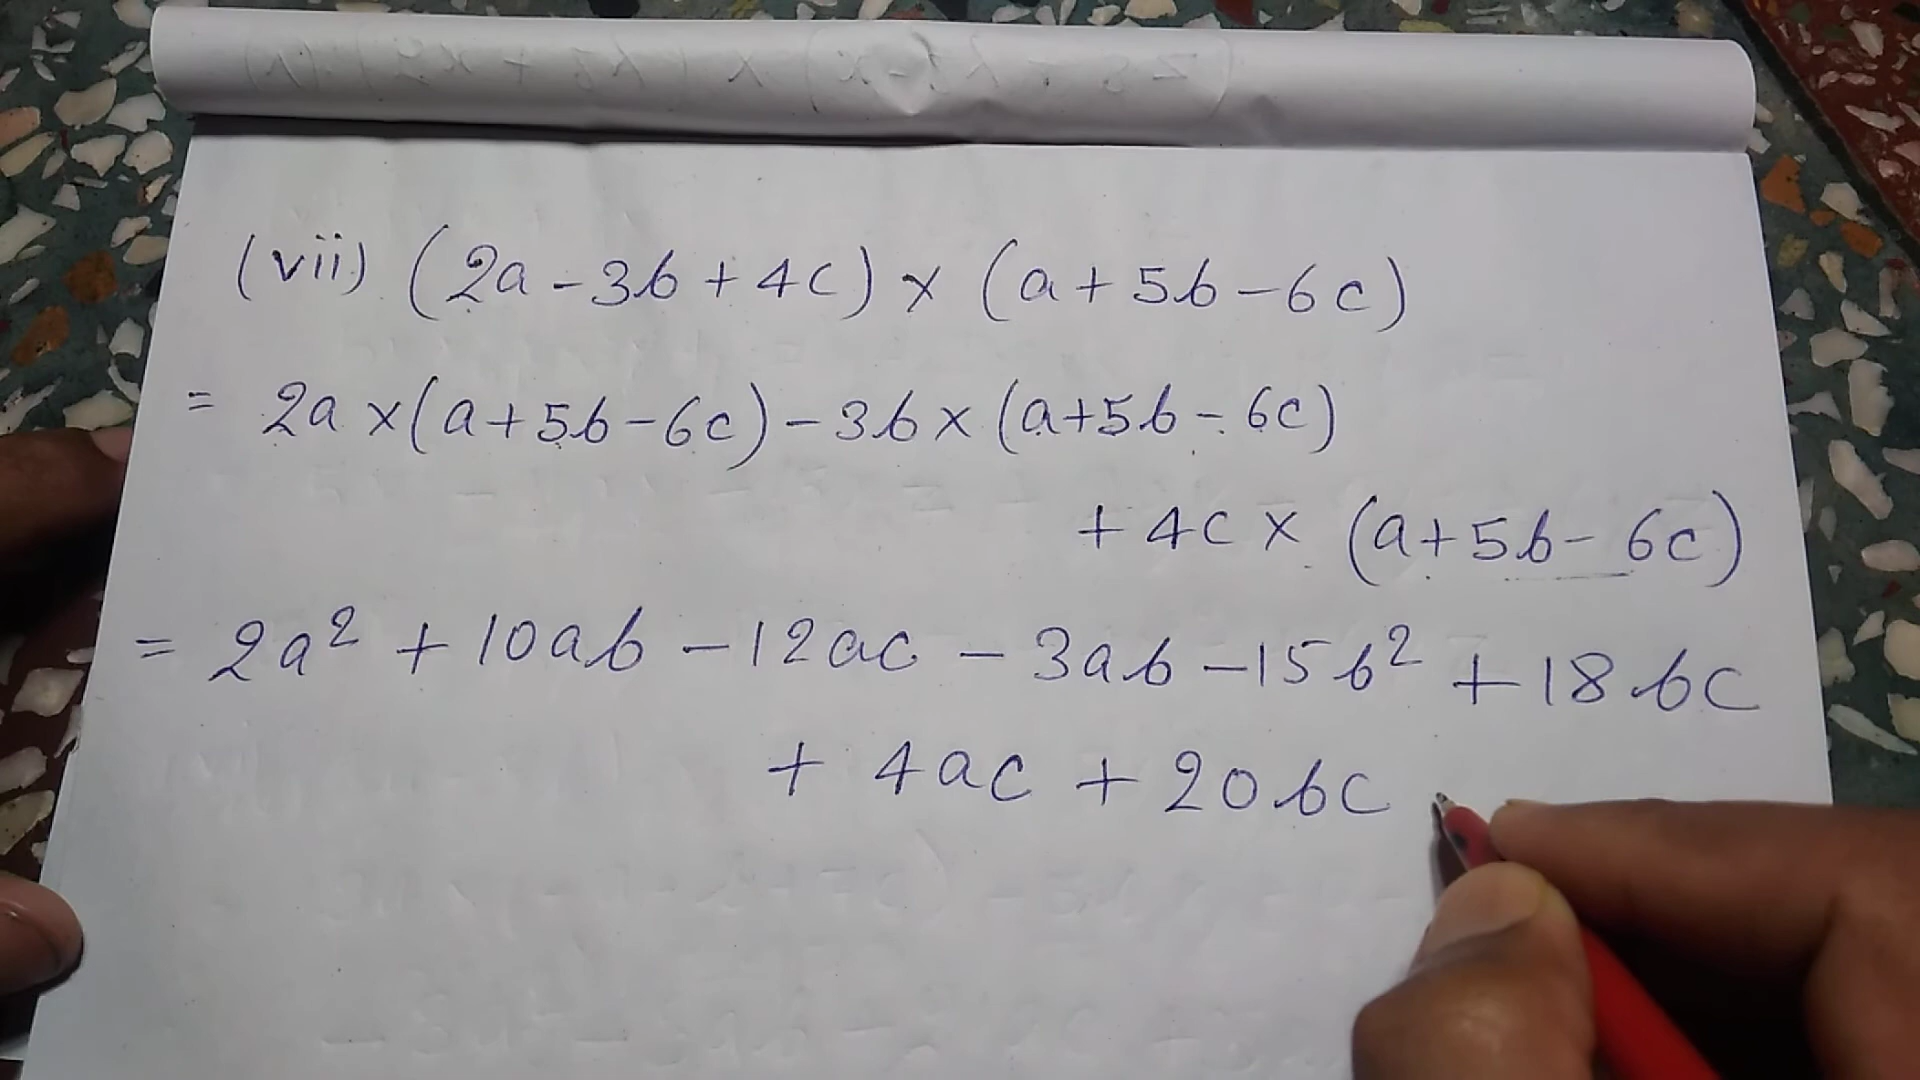 (vii) (2a - 3b + 4c) × (a + 5b - 6c)
= 2a × (a + 5b - 6c) - 3b × (a + 5b - 6c)
+ 4c × (a + 5b - 6c)
= 2a² + 10ab - 12ac - 3ab - 15b² + 18bc
+ 4ac + 20bc